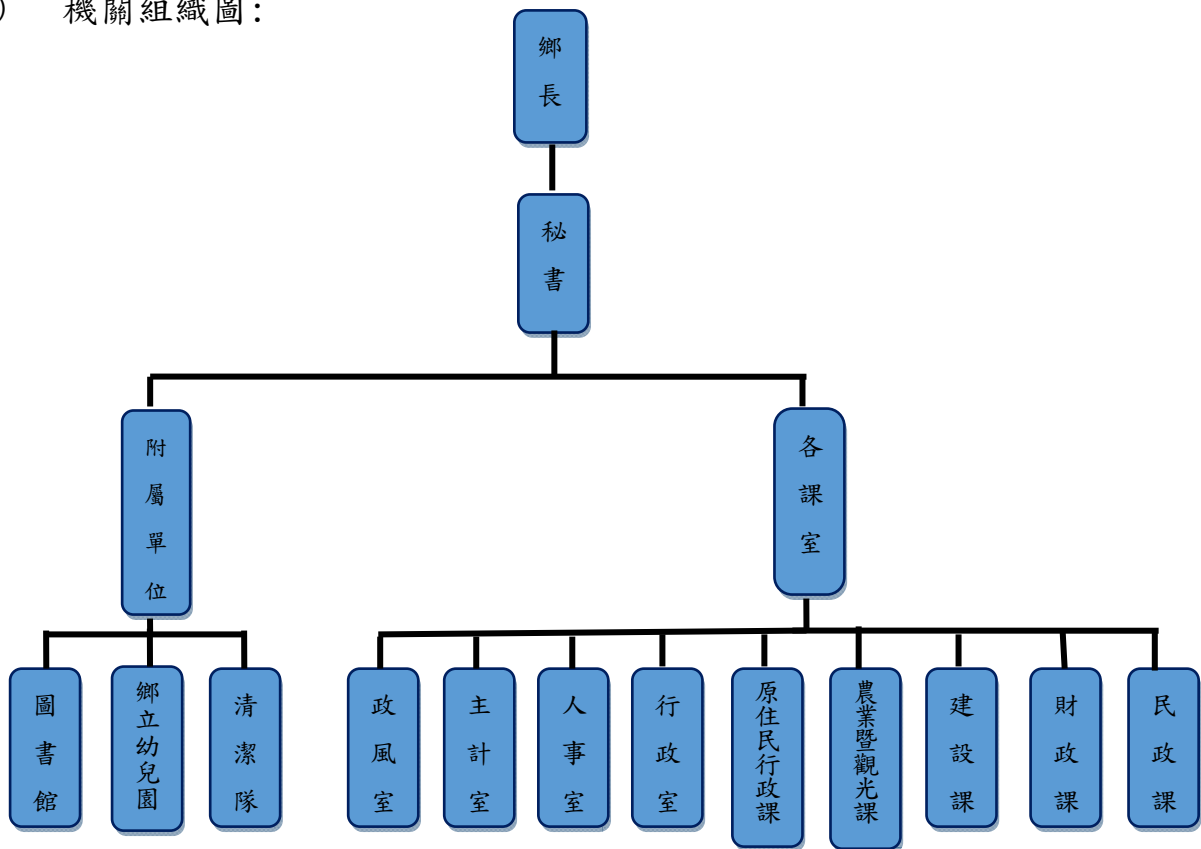 ) 機關組織圖:
鄉長
秘書
附屬單位
各課室
圖書館
鄉立幼兒園
清潔隊
政風室
主計室
人事室
行政室
原住民行政課
農業暨觀光課
建設課
財政課
民政課